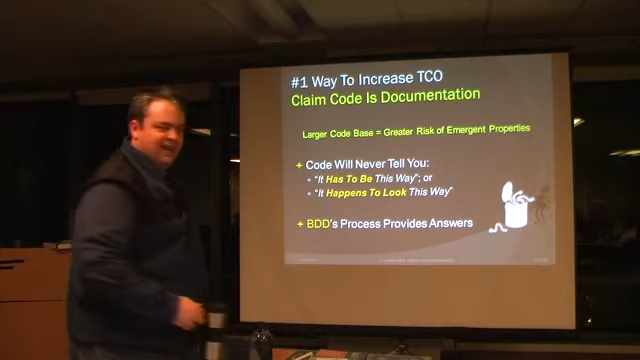 #1 Way To Increase TCO
Claim Code Is Documentation
Larger Code Base = Greater Risk of Emergent Properties
+ Code Will Never Tell You:
• "It Has To Be This Way"; or
• "It Happens To Look This Way"
+ BDD's Process Provides Answers